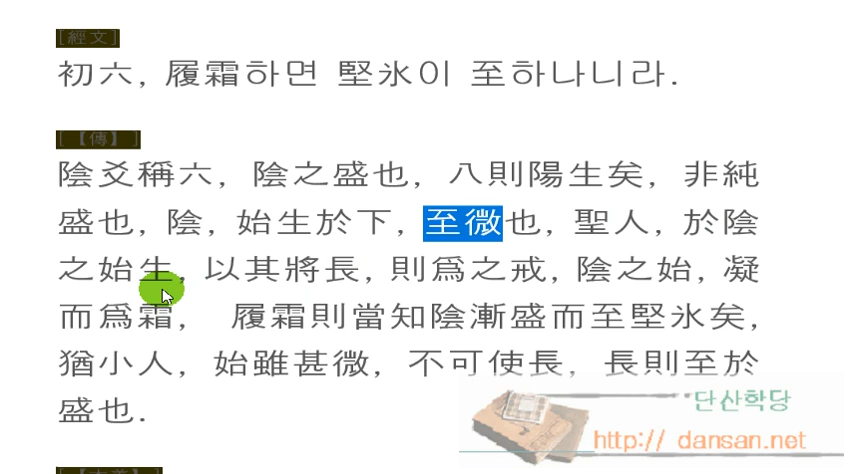 [經文]
初六, 履霜하면 堅氷이 至하나니라.
[【傳】]
陰爻稱六, 陰之盛也, 八則陽生矣, 非純
盛也, 陰, 始生於下, 至微也, 聖人, 於陰
之始生, 以其將長, 則爲之戒, 陰之始, 凝
而爲霜, 履霜則當知陰漸盛而至堅氷矣,
猶小人, 始雖甚微, 不可使長, 長則至於
盛也.
단산학당
http:// dansan.net